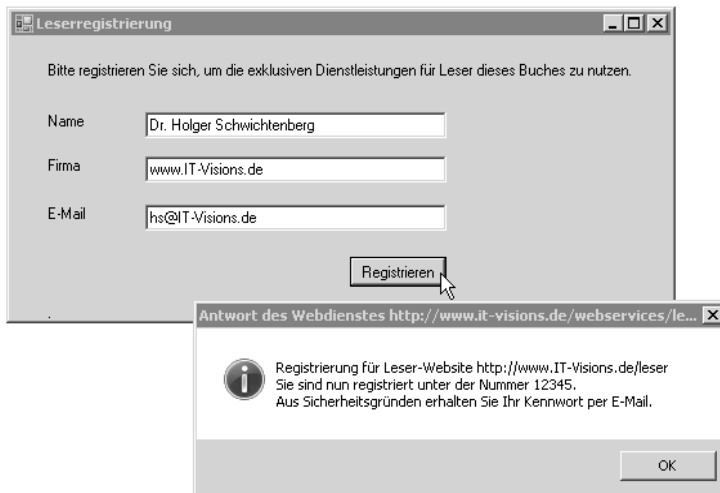 Leserregistrierung
Bitte registrieren Sie sich, um die exklusiven Dienstleistungen für Leser dieses Buches zu nutzen.
Name
Dr. Holger Schwichtenberg
Firma
www.IT-Visions.de
E-Mail
hs@IT-Visions.de
Registrieren
.
Antwort des Webdienstes http://www.it-visions.de/webservices/le...
Registrierung für Leser-Website http://www.IT-Visions.de/leser
Sie sind nun registriert unter der Nummer 12345.
Aus Sicherheitsgründen erhalten Sie Ihr Kennwort per E-Mail.
OK